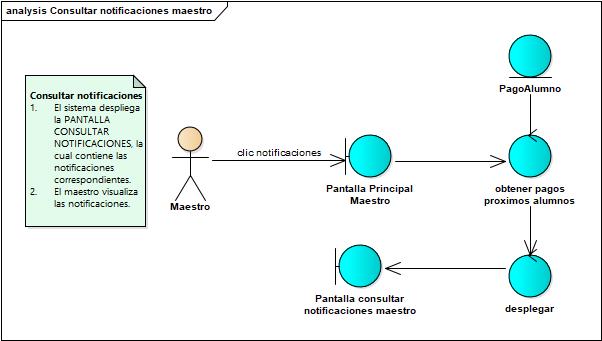 analysis Consultar notificaciones maestro
Consultar notificaciones
1. El sistema despliega
la PANTALLA
CONSULTAR
NOTIFICACIONES, la
cual contiene las
notificaciones
correspondientes.
2. El maestro visualiza
las notificaciones.
Maestro
clic notificaciones
Pantalla Principal
Maestro
PagoAlumno
obtener pagos
proximos alumnos
Pantalla consultar
notificaciones maestro
desplegar